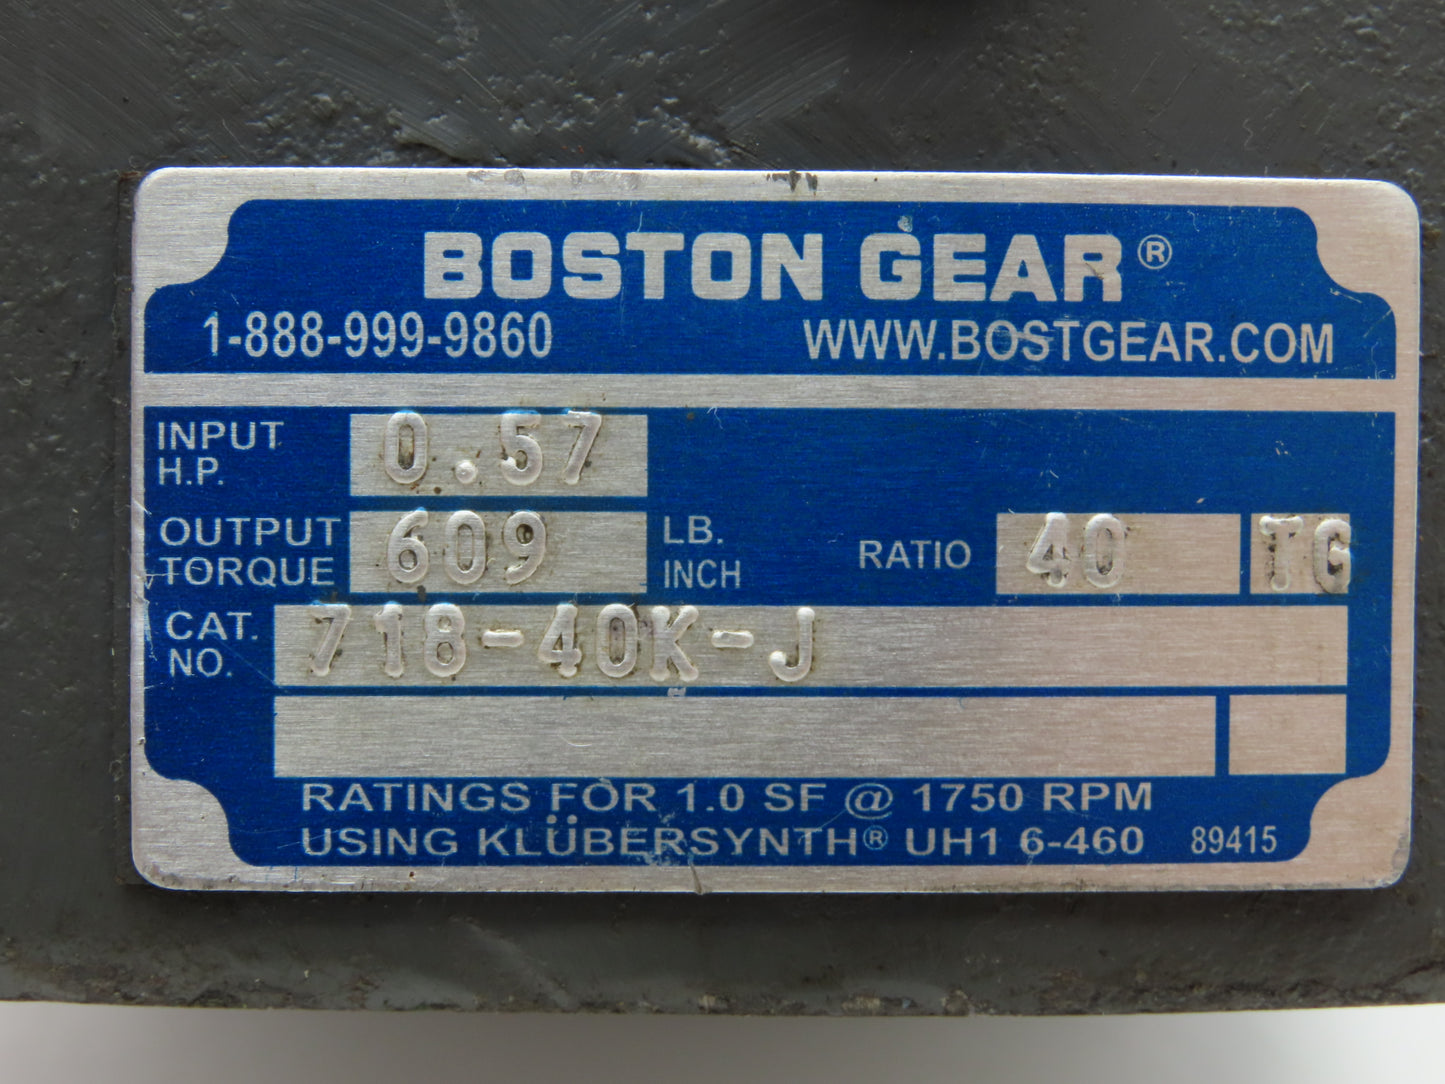 BOSTON GEAR®
1-888-999-9860 WWW.BOSTGEAR.COM
INPUT H.P. 0.57
OUTPUT TORQUE 609 LB. INCH RATIO 40 TG
CAT. NO. 718-40K-J
RATINGS FOR 1.0 SF @ 1750 RPM
USING KLÜBERSYNTH® UH1 6-460 89415